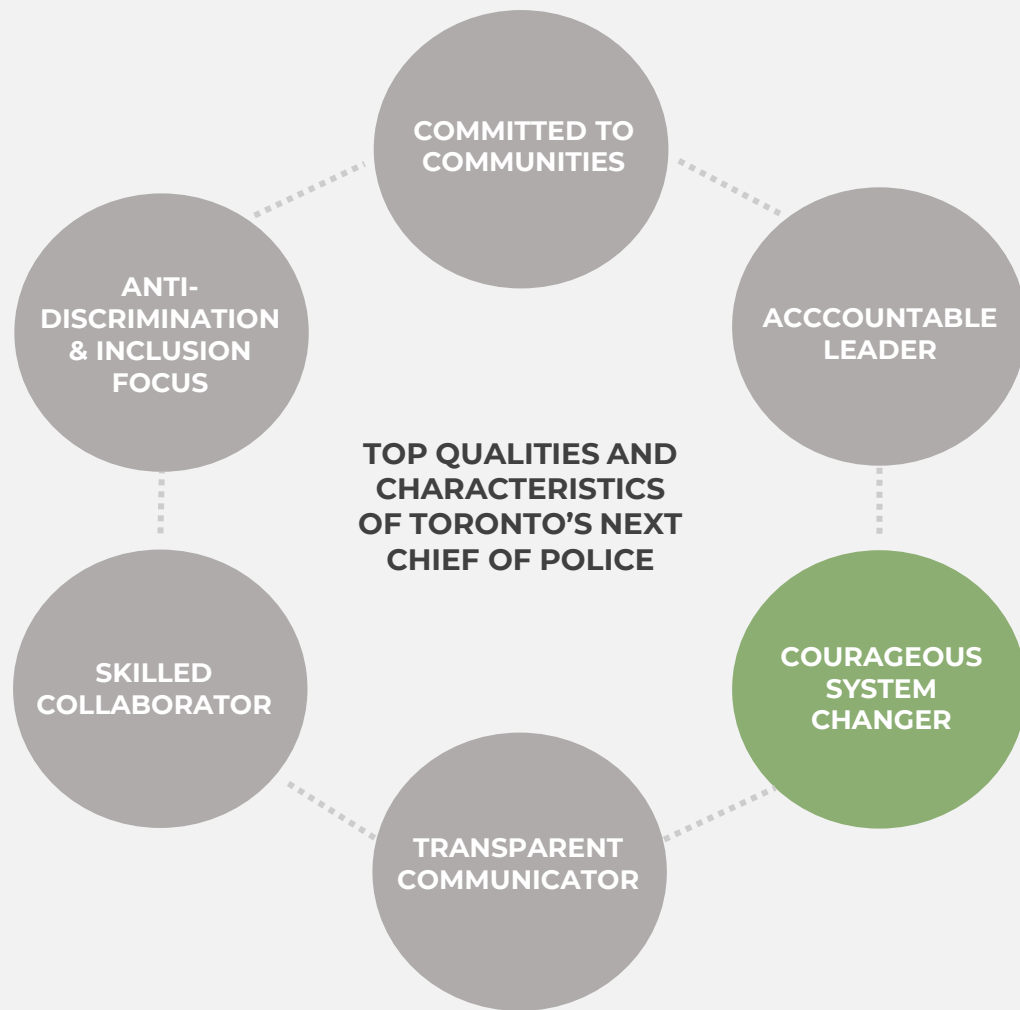 COMMITTED TO
COMMUNITIES
ANTI-
DISCRIMINATION
& INCLUSION
FOCUS
ACCCOUNTABLE
LEADER
TOP QUALITIES AND
CHARACTERISTICS
OF TORONTO’S NEXT
CHIEF OF POLICE
SKILLED
COLLABORATOR
COURAGEOUS
SYSTEM
CHANGER
TRANSPARENT
COMMUNICATOR